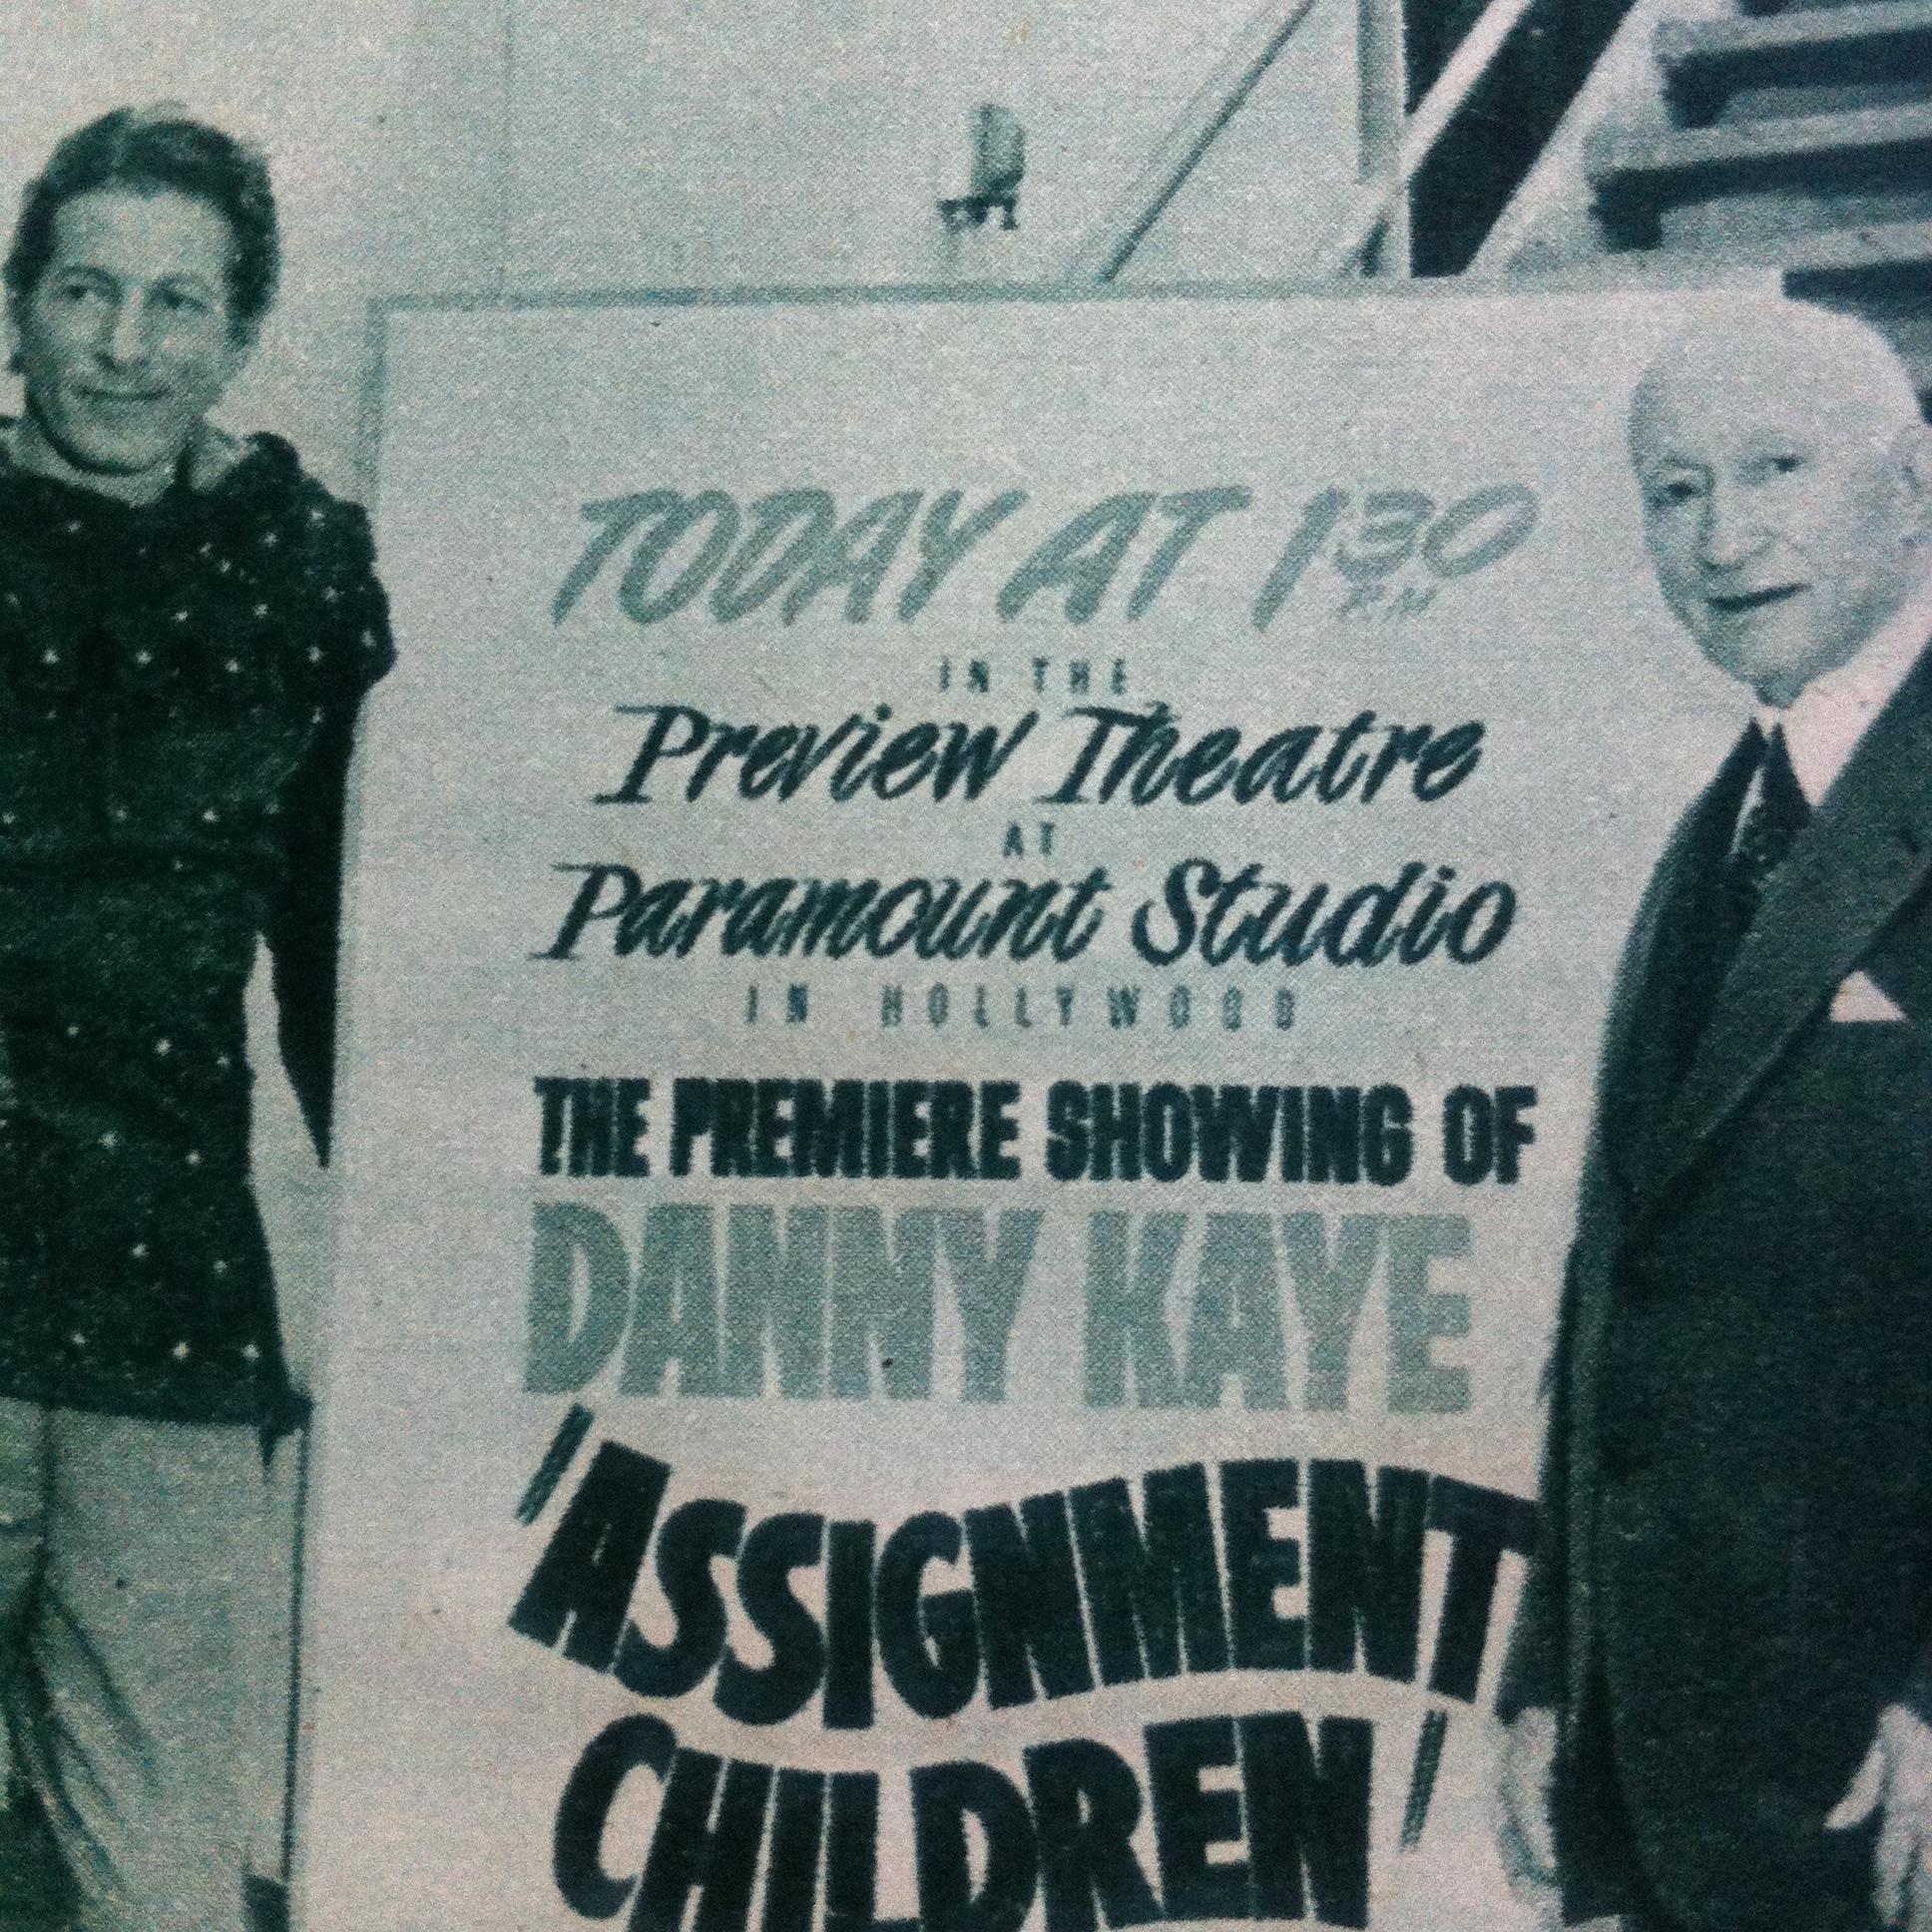 TODAY AT 1 30
PM
IN THE
Preview Theatre
AT
Paramount Studio
IN HOLLYWOOD
THE PREMIERE SHOWING OF
DANNY KAYE
"ASSIGNMENT
CHILDREN"